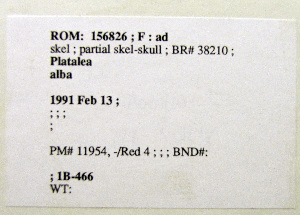 ROM: 156826 ; F : ad
skel ; partial skel-skull ; BR# 38210 ;
Platalea
alba
1991 Feb 13 ;
; ; ;
;
PM# 11954, -/Red 4 ; ; ; BND#:
; 1B-466
WT: